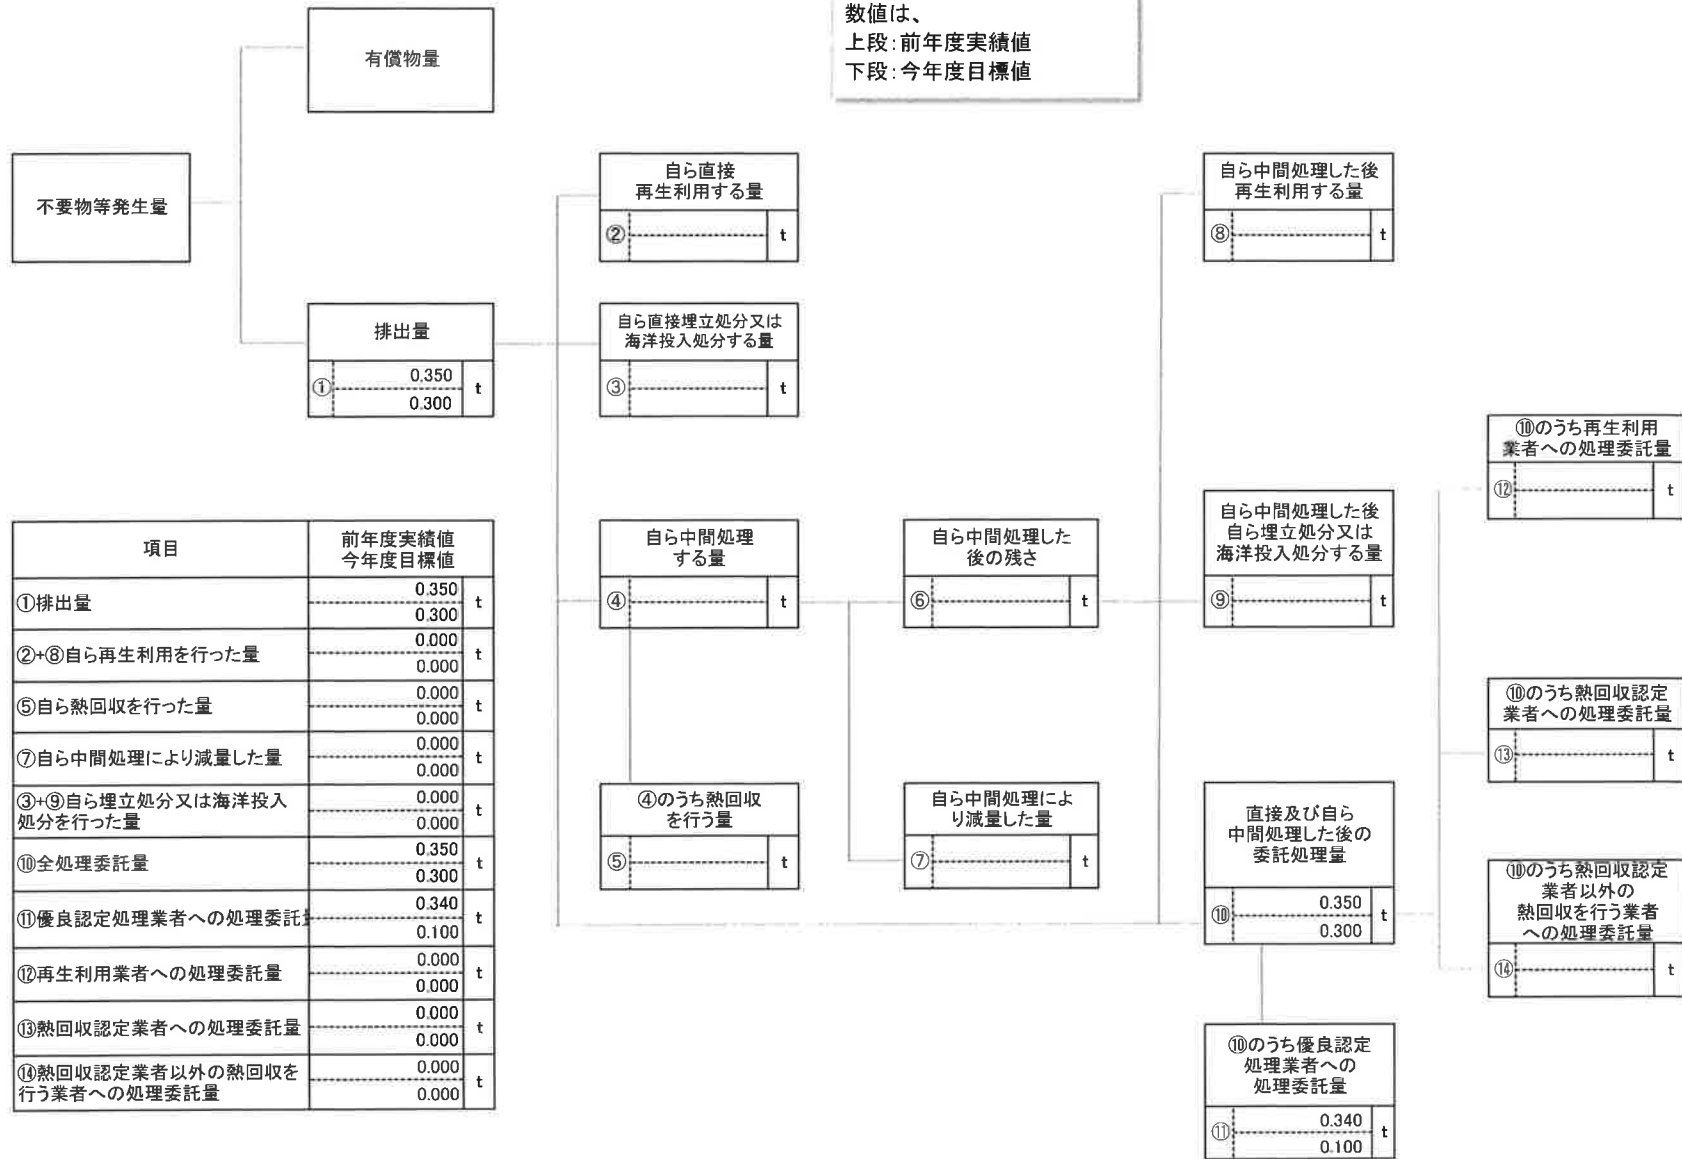 数値は、
上段:前年度実績値
下段:今年度目標値
有償物量
不要物等発生量
自ら直接
再生利用する量
② t
自ら中間処理した後
再生利用する量
⑧ t
排出量
① 0.350 t
0.300
自ら直接埋立処分又は
海洋投入処分する量
③ t
⑩のうち再生利用
業者への処理委託量
⑫ t
自ら中間処理
する量
④ t
自ら中間処理した
後の残さ
⑥ t
自ら中間処理した後
自ら埋立処分又は
海洋投入処分する量
⑨ t
⑩のうち熱回収認定
業者への処理委託量
⑬ t
④のうち熱回収
を行う量
⑤ t
自ら中間処理によ
り減量した量
⑦ t
直接及び自ら
中間処理した後の
委託処理量
⑩ 0.350 t
0.300
⑩のうち熱回収認定
業者以外の
熱回収を行う業者
への処理委託量
⑭ t
⑩のうち優良認定
処理業者への
処理委託量
⑪ 0.340 t
0.100
項目 前年度実績値
今年度目標値
①排出量 0.350 t
0.300
②+⑧自ら再生利用を行った量 0.000 t
0.000
⑤自ら熱回収を行った量 0.000 t
0.000
⑦自ら中間処理により減量した量 0.000 t
0.000
③+⑨自ら埋立処分又は海洋投入 0.000 t
処分を行った量 0.000
⑩全処理委託量 0.350 t
0.300
⑪優良認定処理業者への処理委託 0.340 t
0.100
⑫再生利用業者への処理委託量 0.000 t
0.000
⑬熱回収認定業者への処理委託量 0.000 t
0.000
⑭熱回収認定業者以外の熱回収を 0.000 t
行う業者への処理委託量 0.000